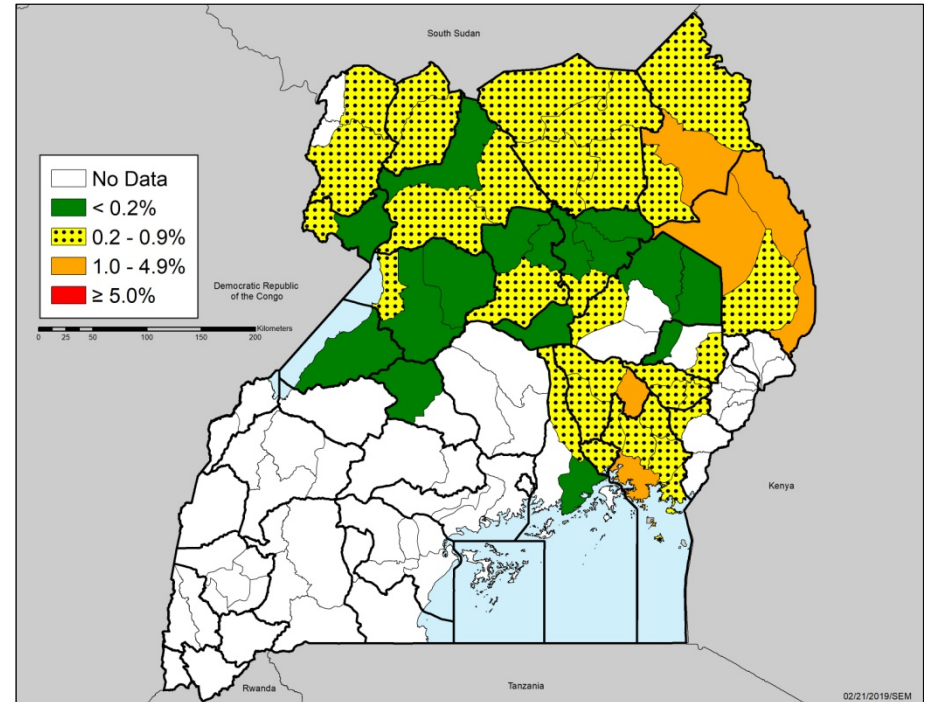 South Sudan
No Data
< 0.2%
0.2 - 0.9%
1.0 - 4.9%
≥ 5.0%
Democratic Republic
of the Congo
Kilometers
0 25 50 100 150 200
Kenya
Rwanda
Tanzania
02/21/2019/SEM